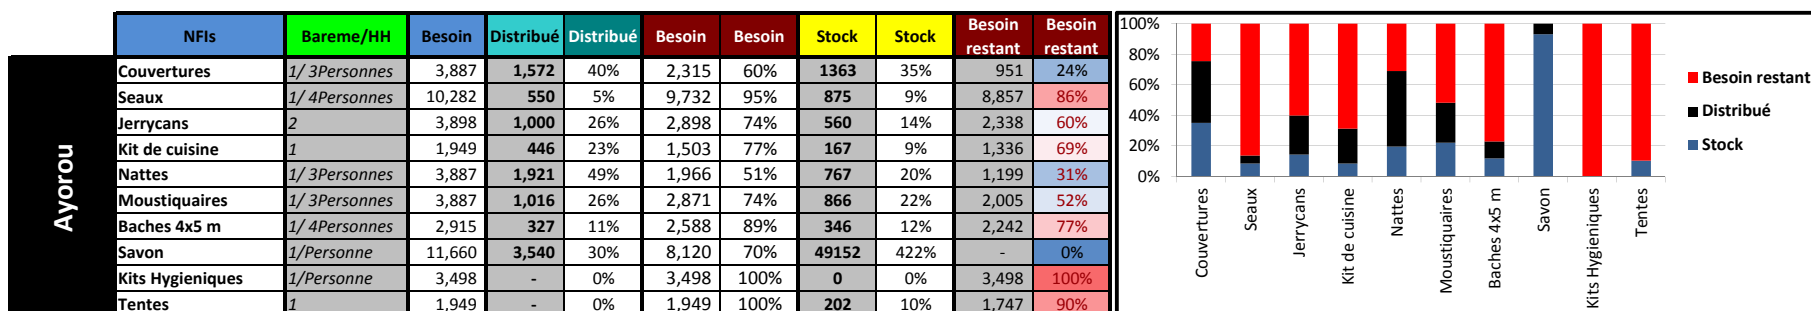 NFIs Bareme/HH Besoin Distribué Distribué Besoin Besoin Stock Stock Besoin restant Besoin restant
Ayorou
Couvertures 1/ 3Personnes 3,887 1,572 40% 2,315 60% 1363 35% 951 24%
Seaux 1/ 4Personnes 10,282 550 5% 9,732 95% 875 9% 8,857 86%
Jerrycans 2 3,898 1,000 26% 2,898 74% 560 14% 2,338 60%
Kit de cuisine 1 1,949 446 23% 1,503 77% 167 9% 1,336 69%
Nattes 1/ 3Personnes 3,887 1,921 49% 1,966 51% 767 20% 1,199 31%
Moustiquaires 1/ 3Personnes 3,887 1,016 26% 2,871 74% 866 22% 2,005 52%
Baches 4x5 m 1/ 4Personnes 2,915 327 11% 2,588 89% 346 12% 2,242 77%
Savon 1/Personne 11,660 3,540 30% 8,120 70% 49152 422% - 0%
Kits Hygieniques 1/Personne 3,498 - 0% 3,498 100% 0 0% 3,498 100%
Tentes 1 1,949 - 0% 1,949 100% 202 10% 1,747 90%
100%
80%
60%
40%
20%
0%
Couvertures
Seaux
Jerrycans
Kit de cuisine
Nattes
Moustiquaires
Baches 4x5 m
Savon
Kits Hygieniques
Tentes
Besoin restant
Distribué
Stock